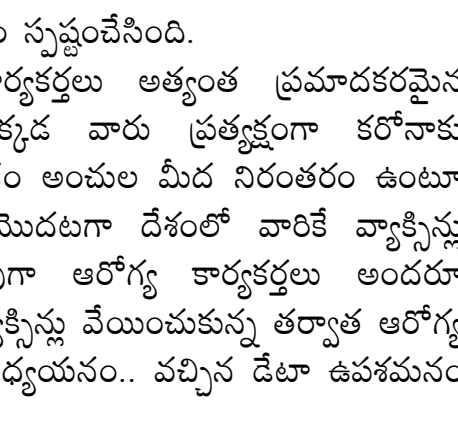 ం స్పష్టంచేసింది.
ర్యకర్తలు అత్యంత ప్రమాదకరమైన
క్కడ వారు ప్రత్యక్షంగా కరోనాకు
ం అంచుల మీద నిరంతరం ఉంటూ
మొదటగా దేశంలో వారికే వ్యాక్సిన్లు
గా ఆరోగ్య కార్యకర్తలు అందరూ
క్సిన్లు వేయించుకున్న తర్వాత ఆరోగ్య
ధ్యయనం.. వచ్చిన డేటా ఉపశమనం